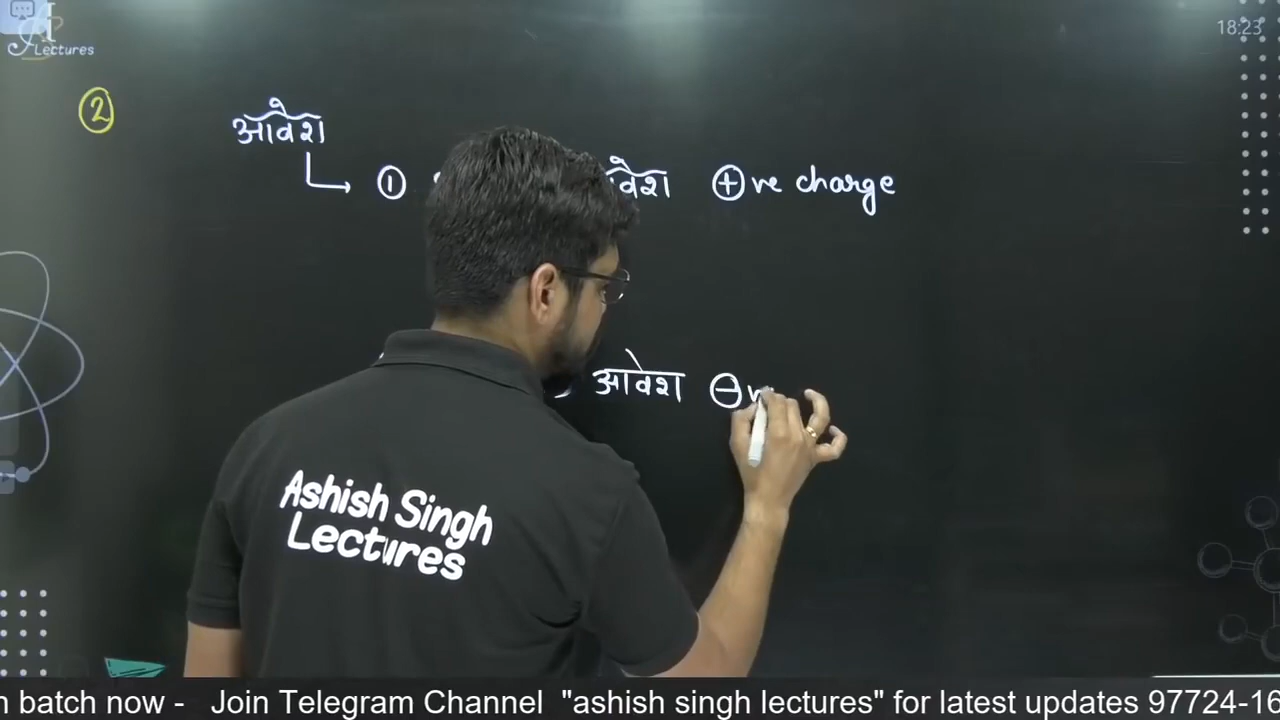 Lectures
18:23
②
आवेश
① वेश ⊕ve charge
आवेश ⊖v
Ashish Singh
Lectures
batch now - Join Telegram Channel "ashish singh lectures" for latest updates 97724-16